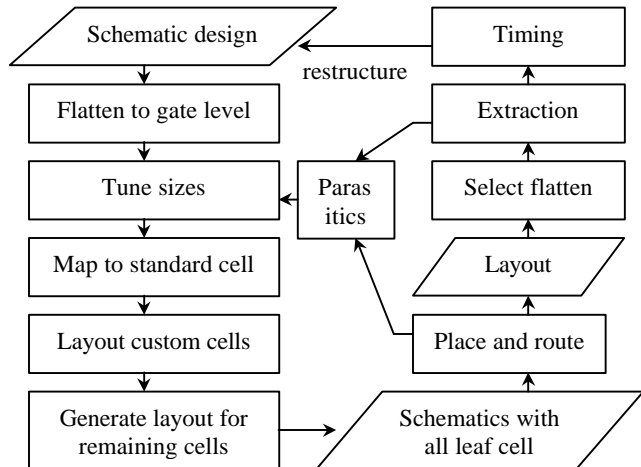 Schematic design
Timing
restructure
Flatten to gate level
Extraction
Tune sizes
Paras
itics
Select flatten
Map to standard cell
Layout
Layout custom cells
Place and route
Generate layout for
remaining cells
Schematics with
all leaf cell